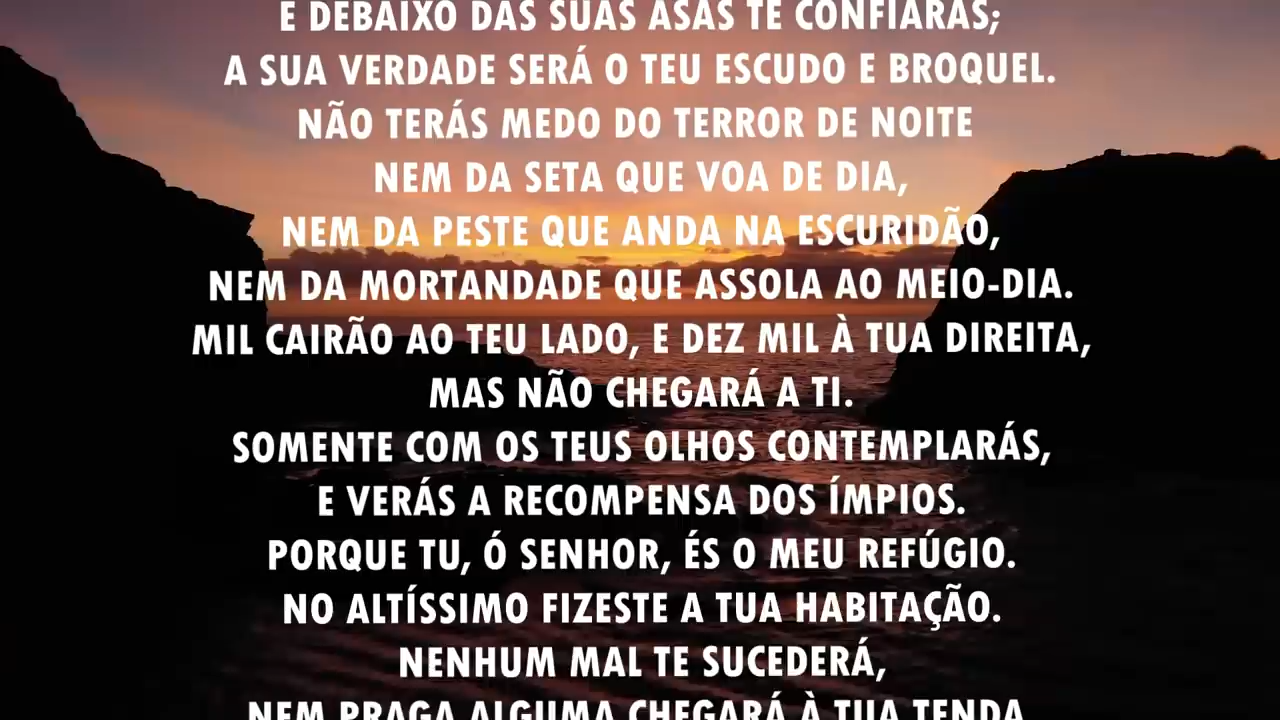 E DEBAIXO DAS SUAS ASAS TE CONFIARÁS;
A SUA VERDADE SERÁ O TEU ESCUDO E BROQUEL.
NÃO TERÁS MEDO DO TERROR DE NOITE
NEM DA SETA QUE VOA DE DIA,
NEM DA PESTE QUE ANDA NA ESCURIDÃO,
NEM DA MORTANDADE QUE ASSOLA AO MEIO-DIA.
MIL CAIRÃO AO TEU LADO, E DEZ MIL À TUA DIREITA,
MAS NÃO CHEGARÁ A TI.
SOMENTE COM OS TEUS OLHOS CONTEMPLARÁS,
E VERÁS A RECOMPENSA DOS ÍMPIOS.
PORQUE TU, Ó SENHOR, ÉS O MEU REFÚGIO.
NO ALTÍSSIMO FIZESTE A TUA HABITAÇÃO.
NENHUM MAL TE SUCEDERÁ,
NEM PRAGA ALGUMA CHEGARÁ À TUA TENDA